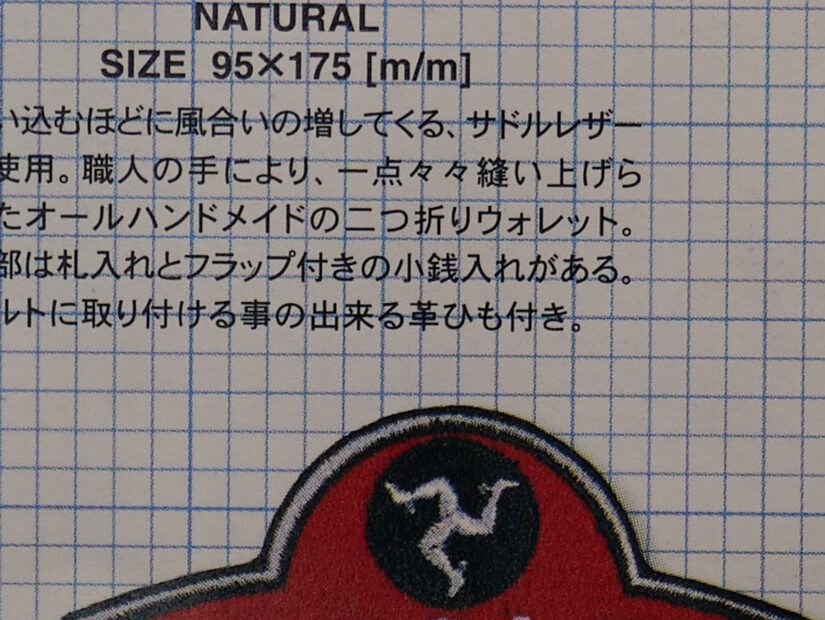 NATURAL
SIZE 95×175 [m/m]
い込むほどに風合いの増してくる、サドルレザー
使用。職人の手により、一点々々縫い上げら
たオールハンドメイドの二つ折りウォレット。
部は札入れとフラップ付きの小銭入れがある。
ルトに取り付ける事の出来る革ひも付き。